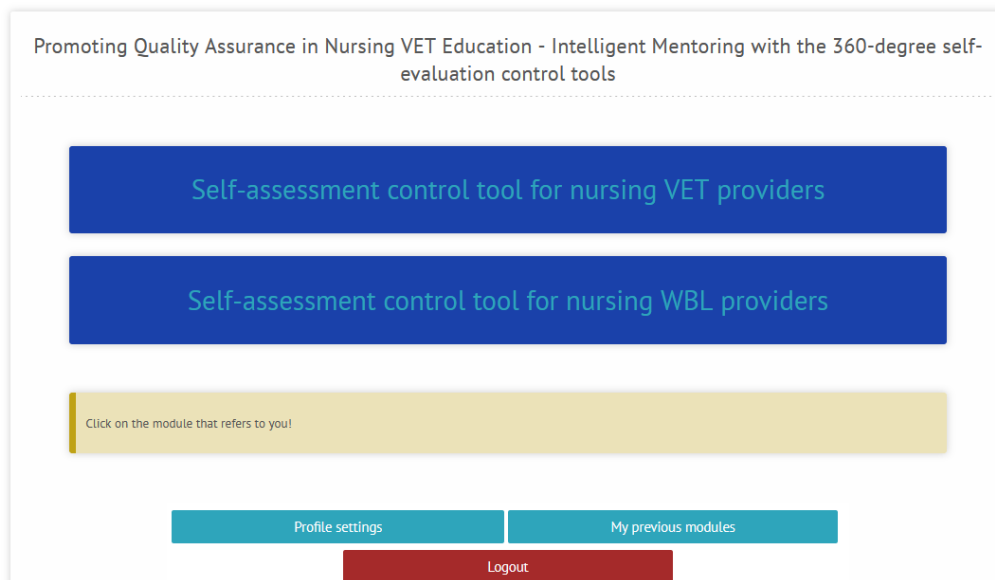 Promoting Quality Assurance in Nursing VET Education - Intelligent Mentoring with the 360-degree self-
evaluation control tools
Self-assessment control tool for nursing VET providers
Self-assessment control tool for nursing WBL providers
Click on the module that refers to you!
Profile settings
My previous modules
Logout